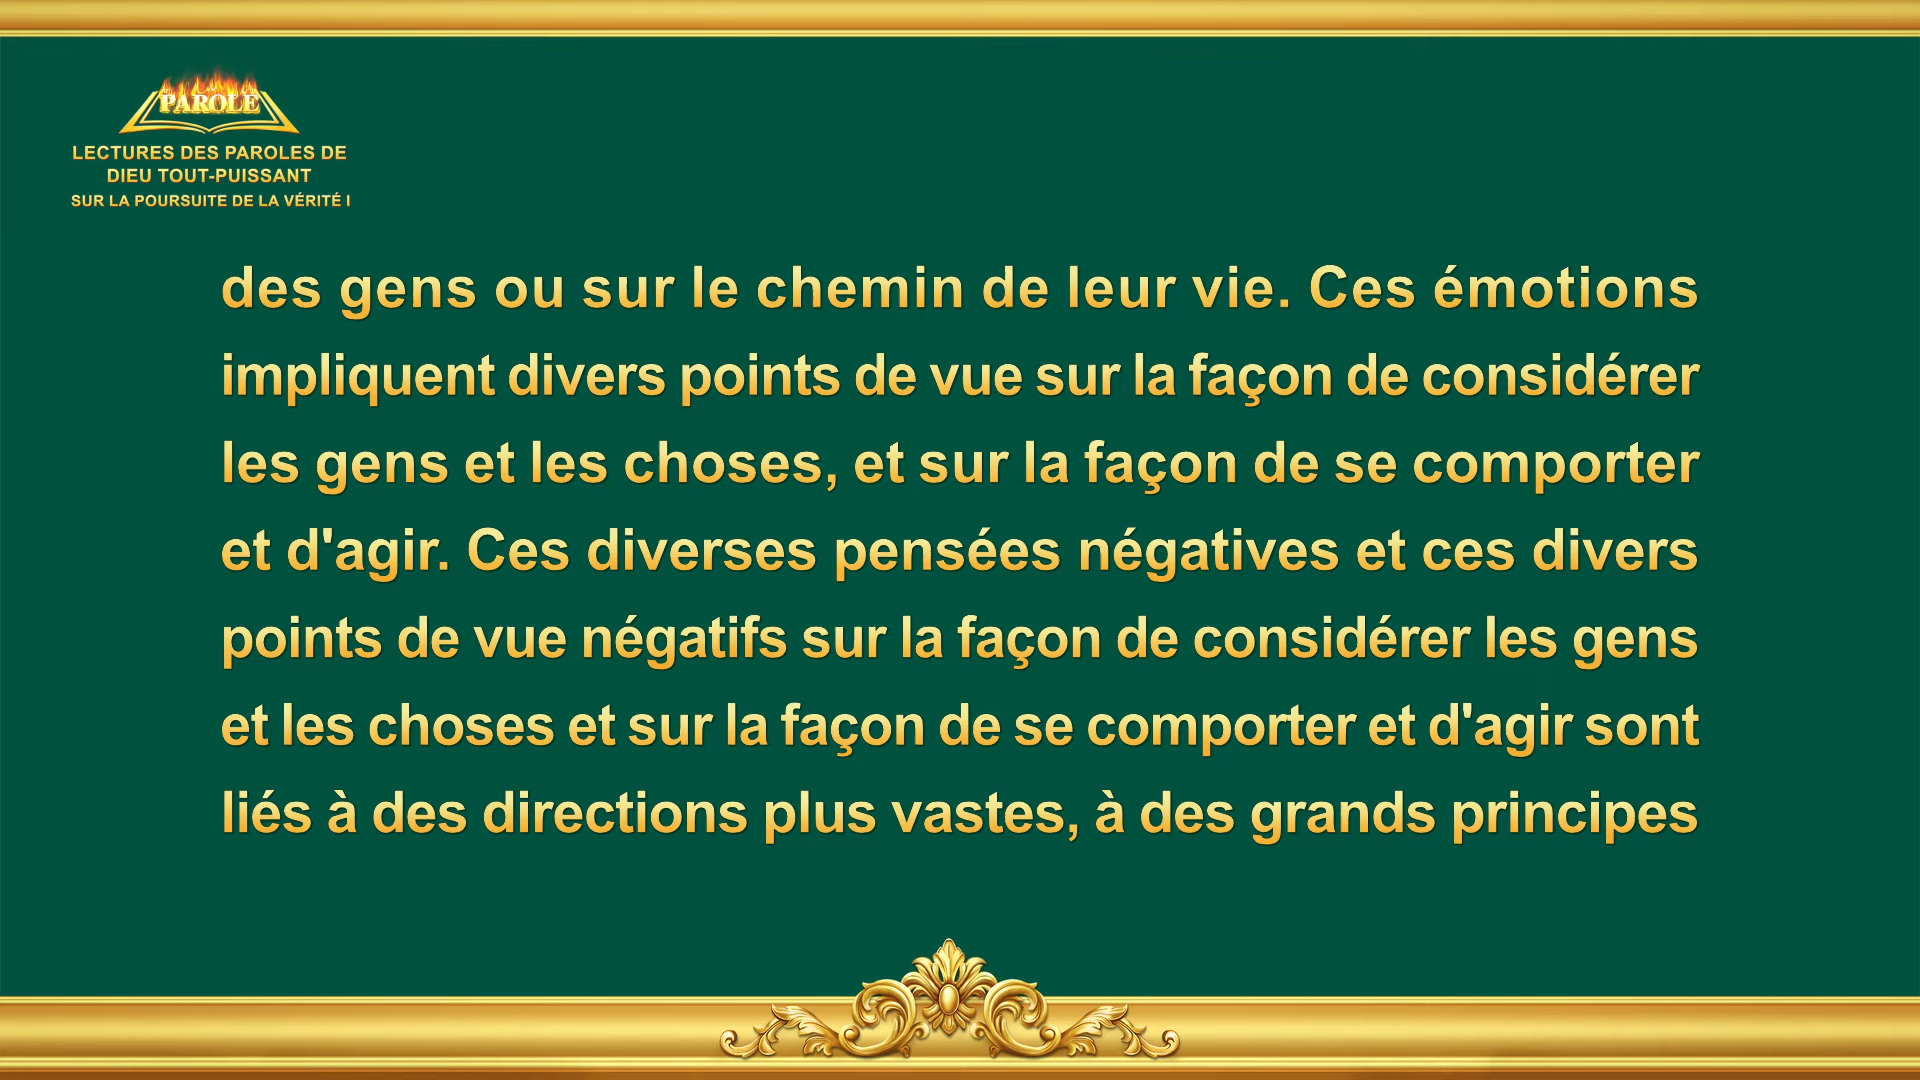 PAROLE
LECTURES DES PAROLES DE
DIEU TOUT-PUISSANT
SUR LA POURSUITE DE LA VÉRITÉ I
des gens ou sur le chemin de leur vie. Ces émotions
impliquent divers points de vue sur la façon de considérer
les gens et les choses, et sur la façon de se comporter
et d'agir. Ces diverses pensées négatives et ces divers
points de vue négatifs sur la façon de considérer les gens
et les choses et sur la façon de se comporter et d'agir sont
liés à des directions plus vastes, à des grands principes